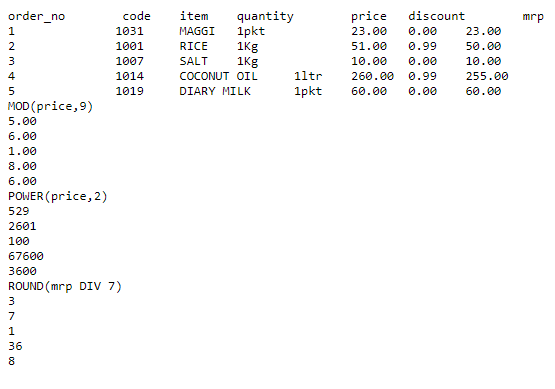 order_no code item quantity price discount mrp
1 1031 MAGGI 1pkt 23.00 0.00 23.00
2 1001 RICE 1Kg 51.00 0.99 50.00
3 1007 SALT 1Kg 10.00 0.00 10.00
4 1014 COCONUT OIL 1ltr 260.00 0.99 255.00
5 1019 DIARY MILK 1pkt 60.00 0.00 60.00
MOD(price,9)
5.00
6.00
1.00
8.00
6.00
POWER(price,2)
529
2601
100
67600
3600
ROUND(mrp DIV 7)
3
7
1
36
8